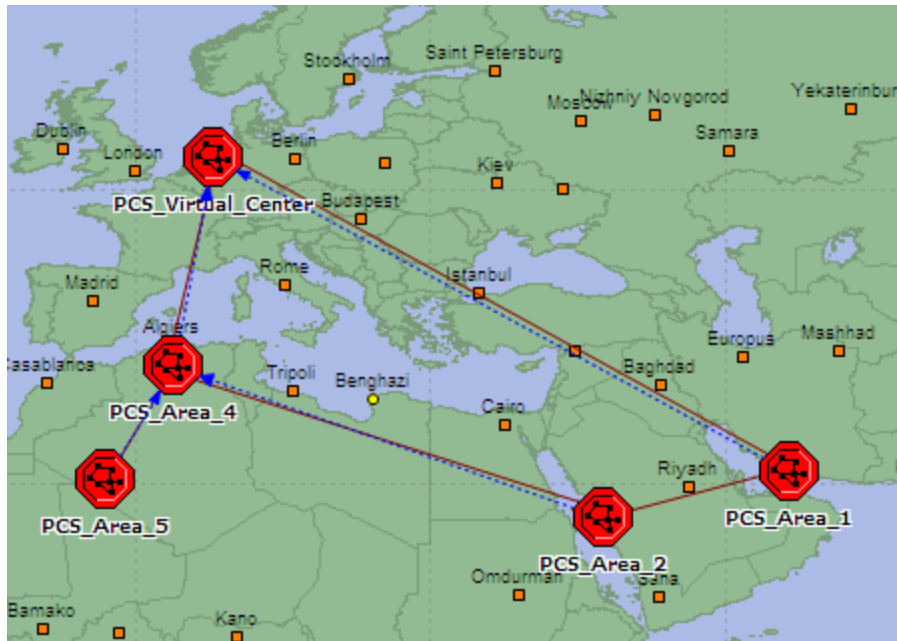 Saint Petersburg
Stockholm
Nizhniy Novgorod
Yekaterinbur
Moscow
Dublin
London
Berlin
Samara
Kiev
PCS_Virtual_Center
Budapest
Madrid
Rome
Istanbul
Algiers
Europus
Mashhad
Casablanca
Tripoli
Benghazi
Baghdad
PCS_Area_4
Cairo
Riyadh
PCS_Area_5
PCS_Area_1
PCS_Area_2
Omdurman
Sana
Bamako
Kano